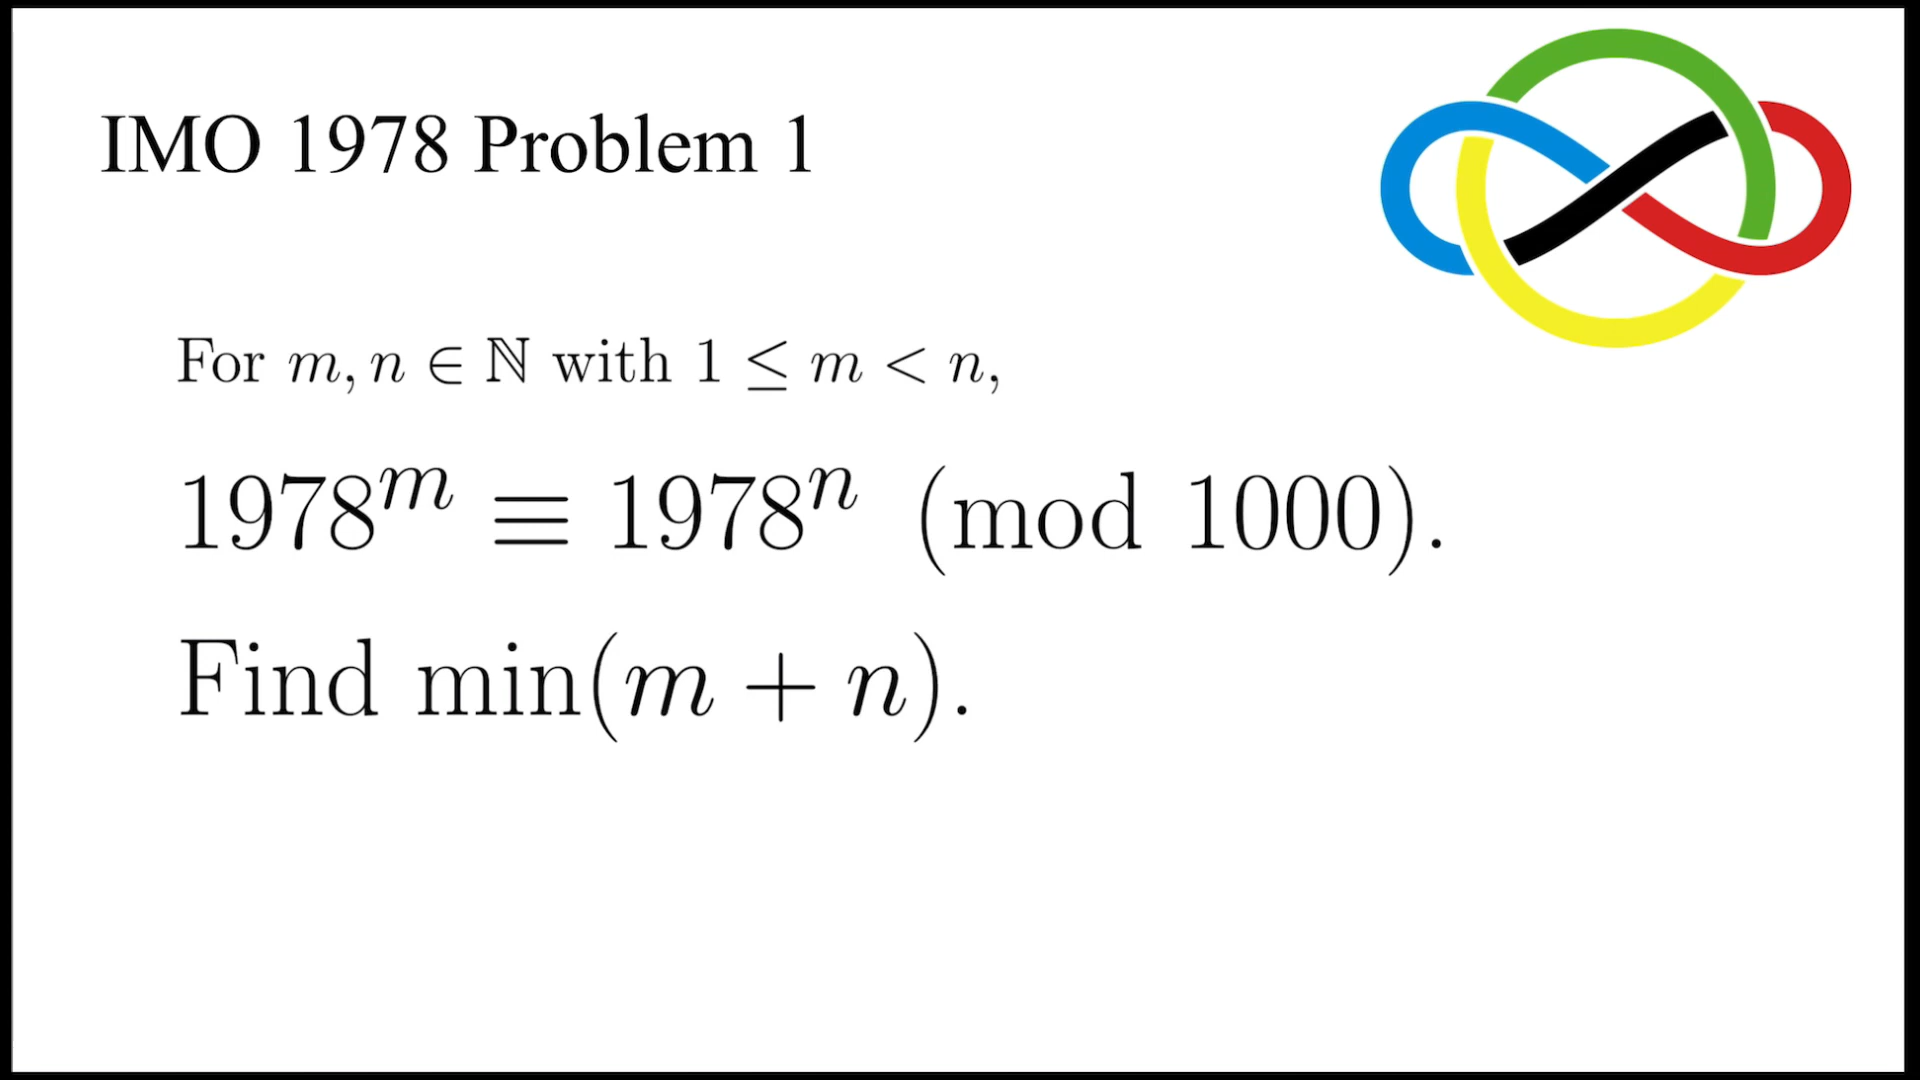 IMO 1978 Problem 1
For m, n ∈ ℕ with 1 ≤ m < n,
1978^m ≡ 1978^n (mod 1000).
Find min(m + n).